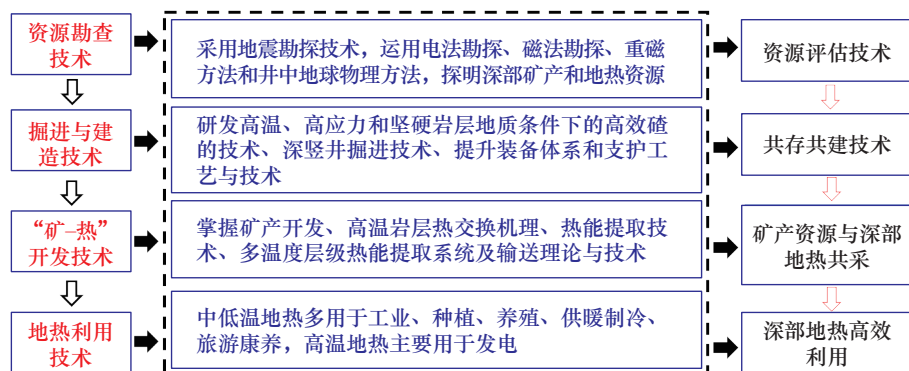 资源勘查
技术
采用地震勘探技术，运用电法勘探、磁法勘探、重磁
方法和井中地球物理方法，探明深部矿产和地热资源
资源评估技术
掘进与建
造技术
研发高温、高应力和坚硬岩层地质条件下的高效碴
的技术、深竖井掘进技术、提升装备体系和支护工
艺与技术
共存共建技术
“矿–热”
开发技术
掌握矿产开发、高温岩层热交换机理、热能提取技
术、多温度层级热能提取系统及输送理论与技术
矿产资源与深部
地热共采
地热利用
技术
中低温地热多用于工业、种植、养殖、供暖制冷、
旅游康养，高温地热主要用于发电
深部地热高效
利用